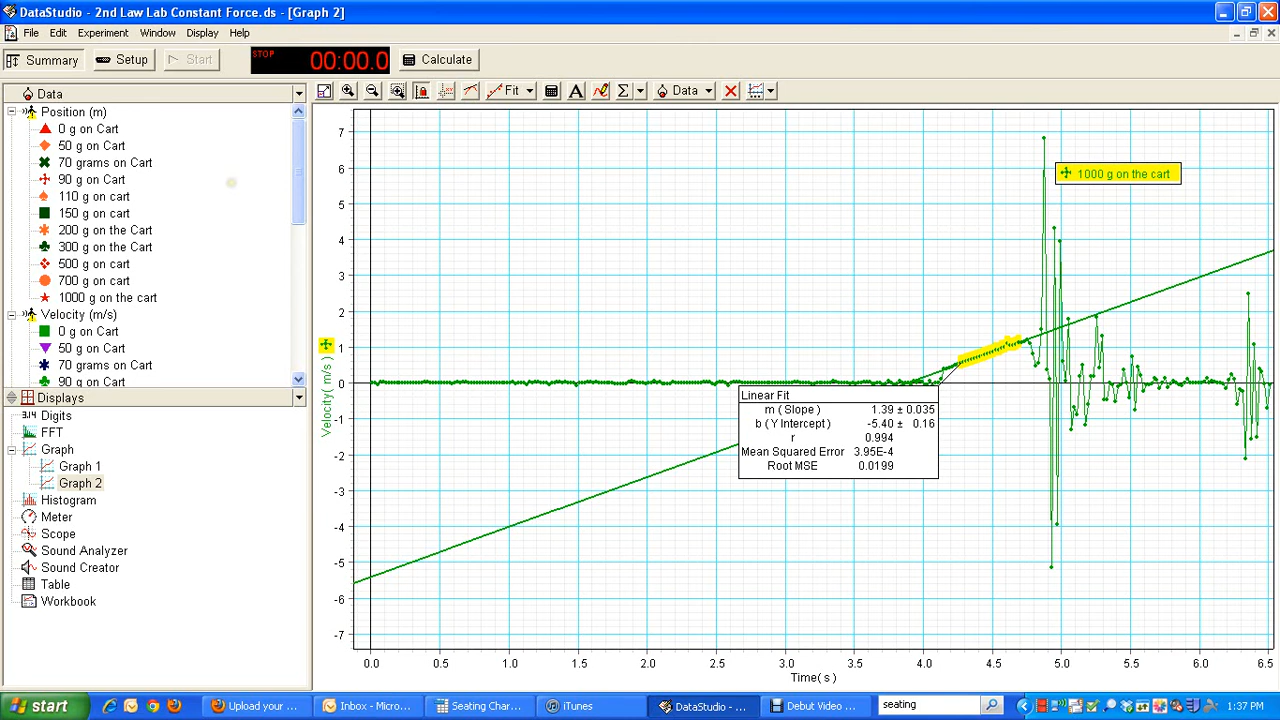 DataStudio - 2nd Law Lab Constant Force.ds - [Graph 2]
File Edit Experiment Window Display Help
Summary Setup Start STOP 00:00.0 Calculate
Data
Fit Σ Data
Position (m)
0 g on Cart
50 g on Cart
70 grams on Cart
90 g on Cart
110 g on cart
150 g on cart
200 g on the Cart
300 g on the Cart
500 g on Cart
700 g on Cart
1000 g on the cart
Velocity (m/s)
0 g on Cart
50 g on Cart
70 grams on Cart
90 g on Cart
Displays
3.14 Digits
FFT
Graph
Graph 1
Graph 2
Histogram
Meter
Scope
Sound Analyzer
Sound Creator
Table
Workbook
1000 g on the cart
Velocity( m/s )
7
6
5
4
3
2
1
0
-1
-2
-3
-4
-5
-6
-7
Linear Fit
m ( Slope ) 1.39 ± 0.035
b ( Y Intercept ) -5.40 ± 0.16
r 0.994
Mean Squared Error 3.95E-4
Root MSE 0.0199
0.0 0.5 1.0 1.5 2.0 2.5 3.0 3.5 4.0 4.5 5.0 5.5 6.0 6.5
Time( s )
start Upload your ... Inbox - Micro... Seating Char... iTunes DataStudio - ... Debut Video ... seating 1:37 PM